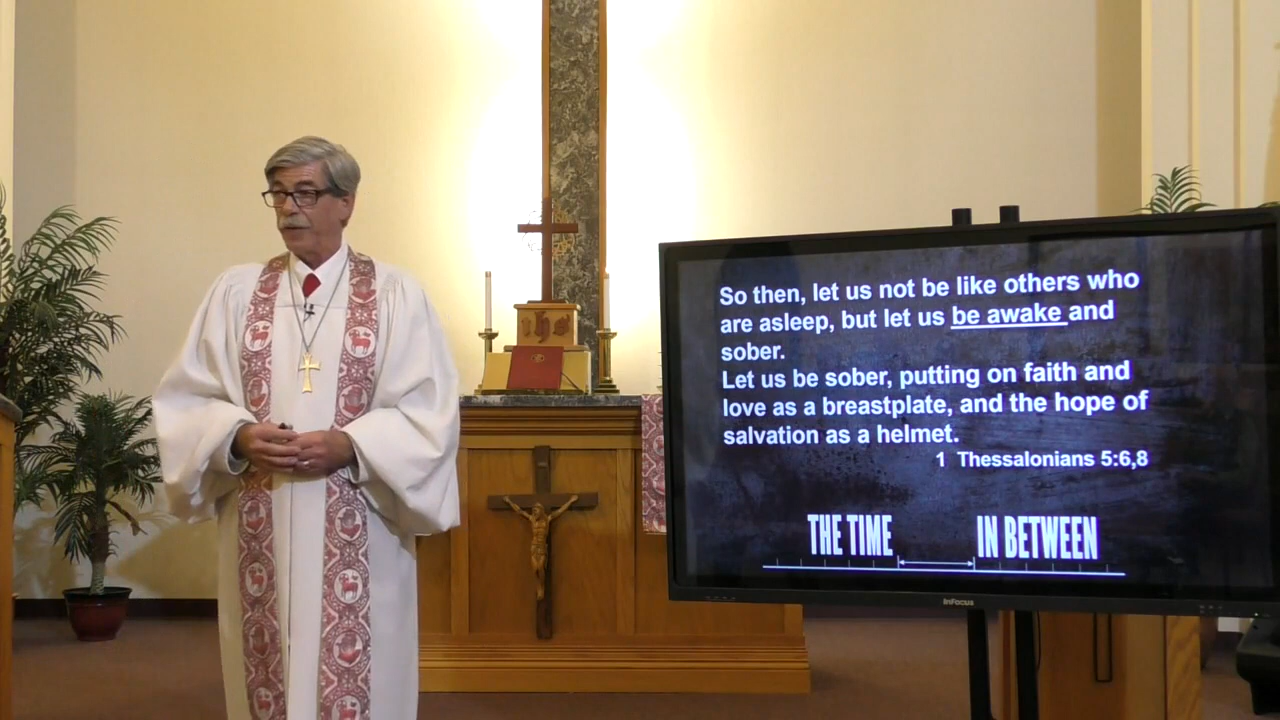 So then, let us not be like others who
are asleep, but let us be awake and
sober.
Let us be sober, putting on faith and
love as a breastplate, and the hope of
salvation as a helmet.
1 Thessalonians 5:6,8
THE TIME IN BETWEEN
InFocus
ihs